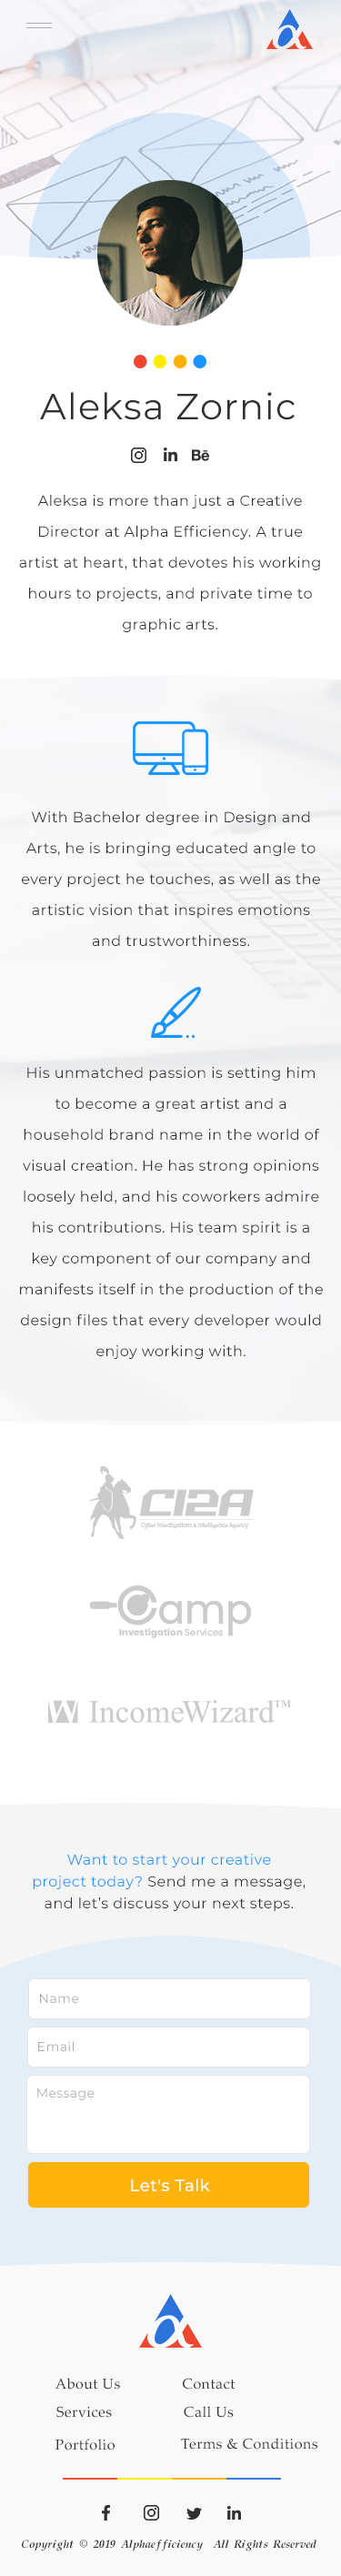 Aleksa Zornic
Bē
Aleksa is more than just a Creative
Director at Alpha Efficiency. A true
artist at heart, that devotes his working
hours to projects, and private time to
graphic arts.
With Bachelor degree in Design and
Arts, he is bringing educated angle to
every project he touches, as well as the
artistic vision that inspires emotions
and trustworthiness.
His unmatched passion is setting him
to become a great artist and a
household brand name in the world of
visual creation. He has strong opinions
loosely held, and his coworkers admire
his contributions. His team spirit is a
key component of our company and
manifests itself in the production of the
design files that every developer would
enjoy working with.
CI2A
Cyber Investigations & Intelligence Agency
Camp
Investigation Services
W IncomeWizard™
Want to start your creative
project today? Send me a message,
and let’s discuss your next steps.
Name
Email
Message
Let's Talk
About Us Contact
Services Call Us
Portfolio Terms & Conditions
Copyright © 2019 Alphaefficiency All Rights Reserved